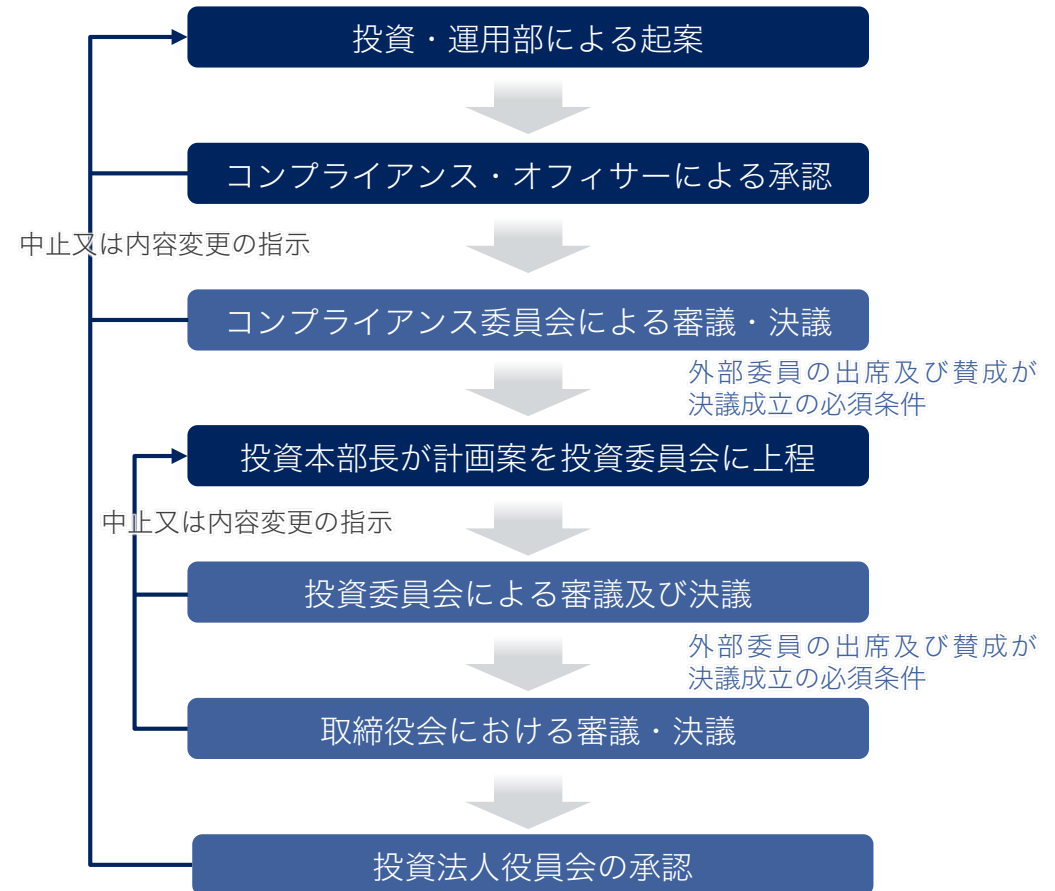 投資・運用部による起案
コンプライアンス・オフィサーによる承認
中止又は内容変更の指示
コンプライアンス委員会による審議・決議
外部委員の出席及び賛成が
決議成立の必須条件
投資本部長が計画案を投資委員会に上程
中止又は内容変更の指示
投資委員会による審議及び決議
外部委員の出席及び賛成が
決議成立の必須条件
取締役会における審議・決議
投資法人役員会の承認